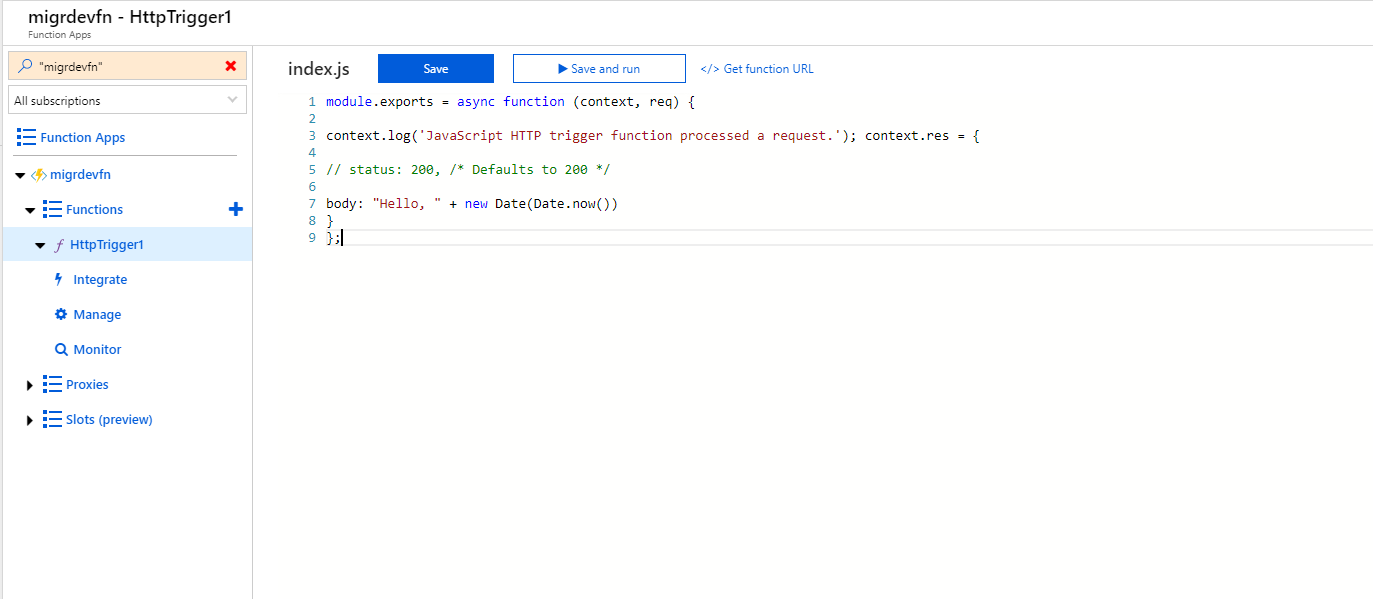 migrdevfn - HttpTrigger1
Function Apps
"migrdevfn"
All subscriptions
Function Apps
migrdevfn
Functions
HttpTrigger1
Integrate
Manage
Monitor
Proxies
Slots (preview)
index.js
Save
Save and run
</> Get function URL
1 module.exports = async function (context, req) {
2
3 context.log('JavaScript HTTP trigger function processed a request.'); context.res = {
4
5 // status: 200, /* Defaults to 200 */
6
7 body: "Hello, " + new Date(Date.now())
8 }
9 };